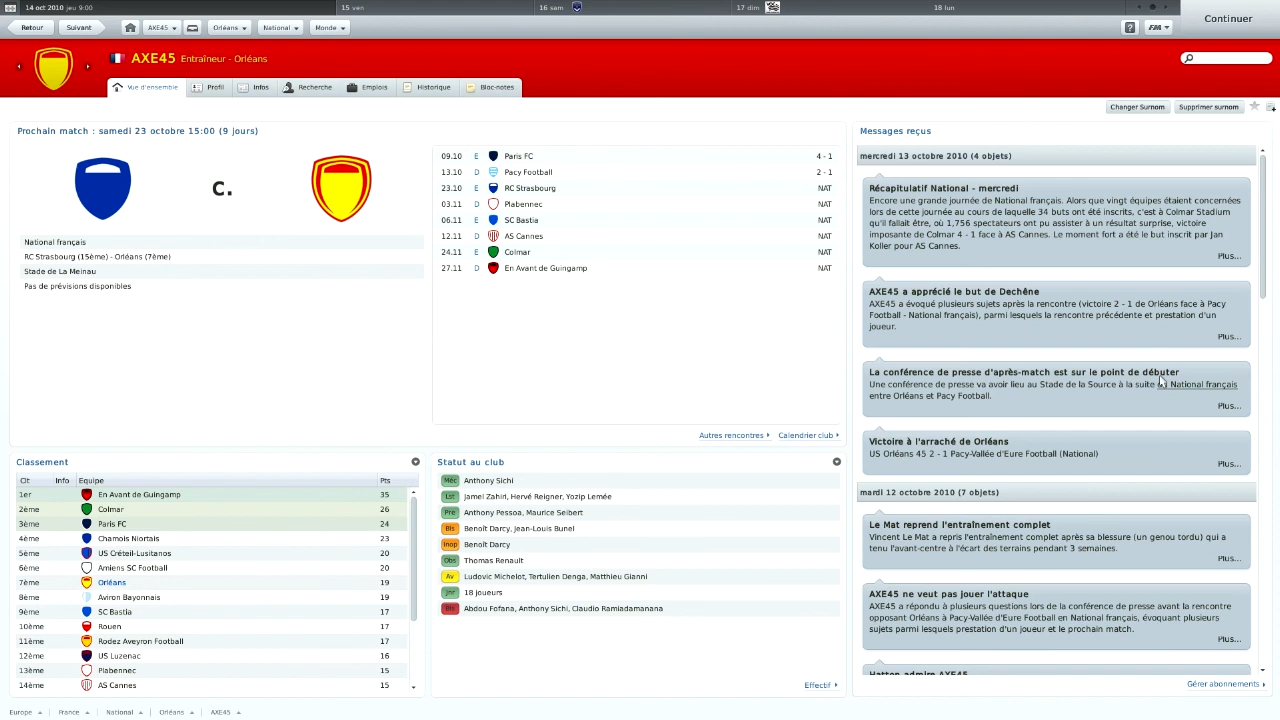 14 oct 2010 jeu 9:00
15 ven
16 sam
17 dim
18 lun
Retour
Suivant
AXE45
Orléans
National
Monde
?
FM
Continuer
AXE45 Entraîneur - Orléans
Vue d'ensemble
Profil
Infos
Recherche
Emplois
Historique
Bloc-notes
Changer Surnom
Supprimer surnom
Prochain match : samedi 23 octobre 15:00 (9 jours)
c.
National français
RC Strasbourg (15ème) - Orléans (7ème)
Stade de La Meinau
Pas de prévisions disponibles
09.10 E Paris FC 4 - 1
13.10 D Pacy Football 2 - 1
23.10 E RC Strasbourg NAT
03.11 D Plabennec NAT
06.11 E SC Bastia NAT
12.11 D AS Cannes NAT
24.11 E Colmar NAT
27.11 D En Avant de Guingamp NAT
Autres rencontres
Calendrier club
Classement
Clt Info Equipe Pts
1er En Avant de Guingamp 35
2ème Colmar 26
3ème Paris FC 24
4ème Chamois Niortais 23
5ème US Créteil-Lusitanos 20
6ème Amiens SC Football 20
7ème Orléans 19
8ème Aviron Bayonnais 19
9ème SC Bastia 17
10ème Rouen 17
11ème Rodez Aveyron Football 17
12ème US Luzenac 16
13ème Plabennec 15
14ème AS Cannes 15
Statut au club
Méc Anthony Sichi
Lst Jamel Zahiri, Hervé Reigner, Yozip Lemée
Pre Anthony Pessoa, Maurice Seibert
Bls Benoît Darcy, Jean-Louis Bunel
Inop Benoît Darcy
Obs Thomas Renault
Av Ludovic Michelot, Tertulien Denga, Matthieu Gianni
Jnr 18 joueurs
Bls Abdou Fofana, Anthony Sichi, Claudio Ramiadamanana
Effectif
Messages reçus
mercredi 13 octobre 2010 (4 objets)
Récapitulatif National - mercredi
Encore une grande journée de National français. Alors que vingt équipes étaient concernées
lors de cette journée au cours de laquelle 34 buts ont été inscrits, c'est à Colmar Stadium
qu'il fallait être, où 1,756 spectateurs ont pu assister à un résultat surprise, victoire
imposante de Colmar 4 - 1 face à AS Cannes. Le moment fort a été le but inscrit par Jan
Koller pour AS Cannes.
Plus...
AXE45 a apprécié le but de Dechêne
AXE45 a évoqué plusieurs sujets après la rencontre (victoire 2 - 1 de Orléans face à Pacy
Football - National français), parmi lesquels la rencontre précédente et prestation d'un
joueur.
Plus...
La conférence de presse d'après-match est sur le point de débuter
Une conférence de presse va avoir lieu au Stade de la Source à la suite National français
entre Orléans et Pacy Football.
Plus...
Victoire à l'arraché de Orléans
US Orléans 45 2 - 1 Pacy-Vallée d'Eure Football (National)
Plus...
mardi 12 octobre 2010 (7 objets)
Le Mat reprend l'entraînement complet
Vincent Le Mat a repris l'entraînement complet après sa blessure (un genou tordu) qui a
tenu l'avant-centre à l'écart des terrains pendant 3 semaines.
Plus...
AXE45 ne veut pas jouer l'attaque
AXE45 a répondu à plusieurs questions lors de la conférence de presse avant la rencontre
opposant Orléans à Pacy-Vallée d'Eure Football en National français, évoquant plusieurs
sujets parmi lesquels prestation d'un joueur et le prochain match.
Plus...
Hatton admire AXE45
Gérer abonnements
Europe
France
National
Orléans
AXE45